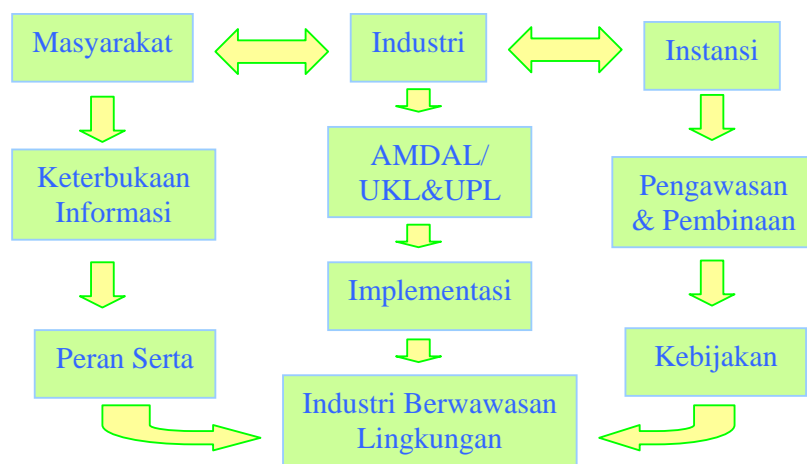 Masyarakat
Industri
Instansi
Keterbukaan
Informasi
AMDAL/
UKL&UPL
Pengawasan
& Pembinaan
Implementasi
Peran Serta
Kebijakan
Industri Berwawasan
Lingkungan